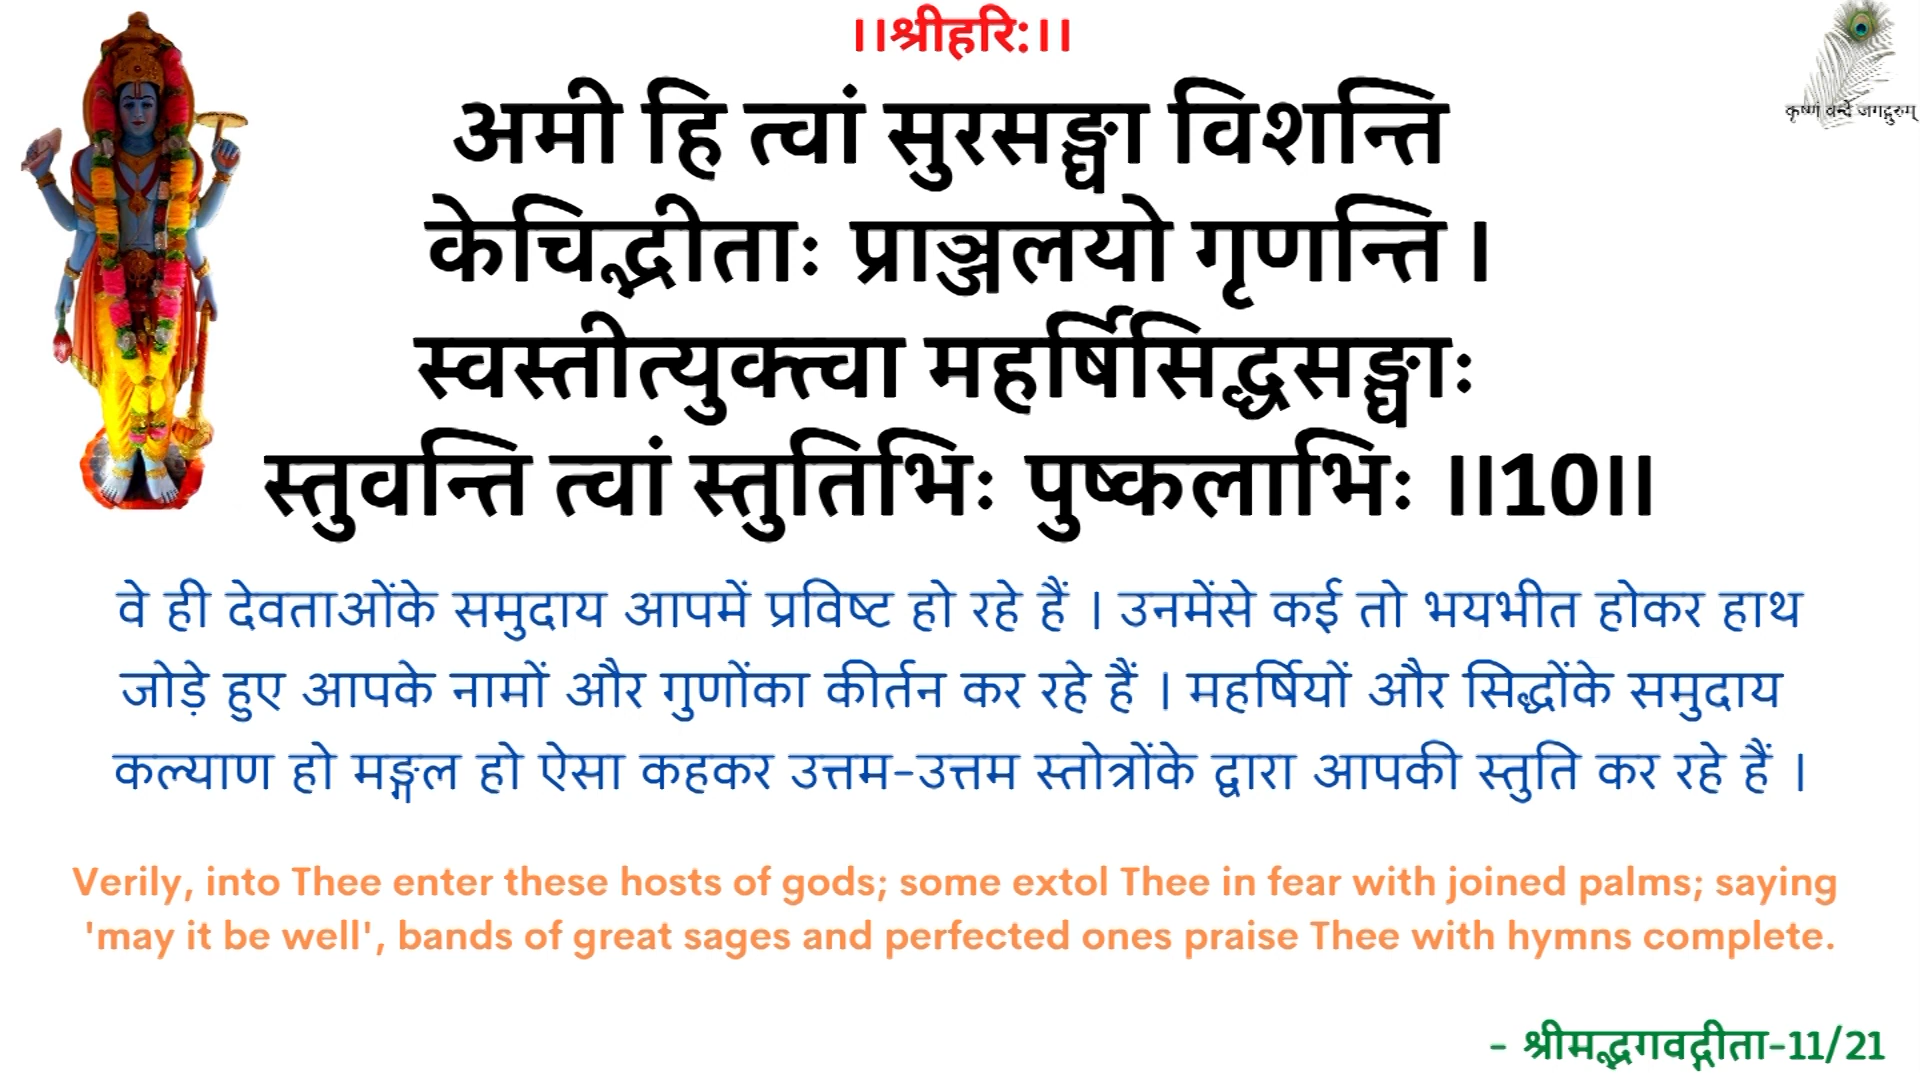 ।।श्रीहरि:।।
कृष्णं वन्दे जगद्गुरुम्
अमी हि त्वां सुरसङ्घा विशन्ति
केचिद्भीताः प्राञ्जलयो गृणन्ति ।
स्वस्तीत्युक्त्वा महर्षिसिद्धसङ्घाः
स्तुवन्ति त्वां स्तुतिभिः पुष्कलाभिः ।।10।।
वे ही देवताओंके समुदाय आपमें प्रविष्ट हो रहे हैं । उनमेंसे कई तो भयभीत होकर हाथ
जोड़े हुए आपके नामों और गुणोंका कीर्तन कर रहे हैं । महर्षियों और सिद्धोंके समुदाय
कल्याण हो मङ्गल हो ऐसा कहकर उत्तम-उत्तम स्तोत्रोंके द्वारा आपकी स्तुति कर रहे हैं ।
Verily, into Thee enter these hosts of gods; some extol Thee in fear with joined palms; saying
'may it be well', bands of great sages and perfected ones praise Thee with hymns complete.
- श्रीमद्भगवद्गीता-11/21